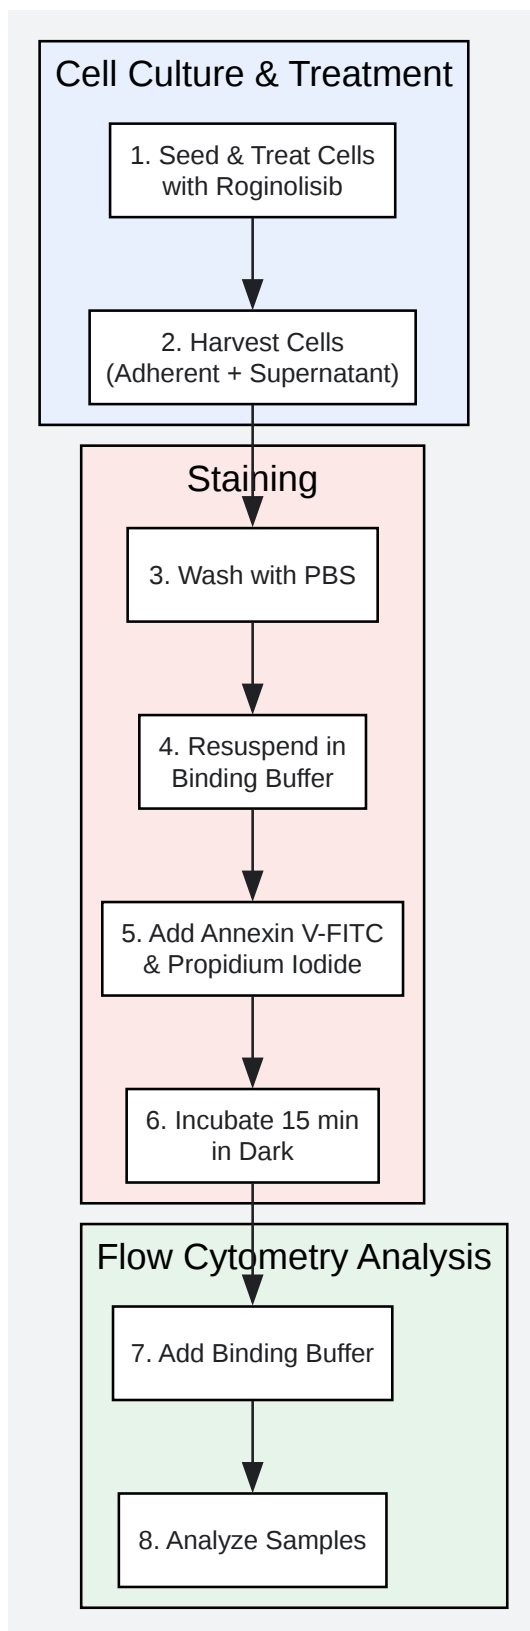 Cell Culture & Treatment
1. Seed & Treat Cells
with Roginolisib
2. Harvest Cells
(Adherent + Supernatant)
Staining
3. Wash with PBS
4. Resuspend in
Binding Buffer
5. Add Annexin V-FITC
& Propidium Iodide
6. Incubate 15 min
in Dark
Flow Cytometry Analysis
7. Add Binding Buffer
8. Analyze Samples